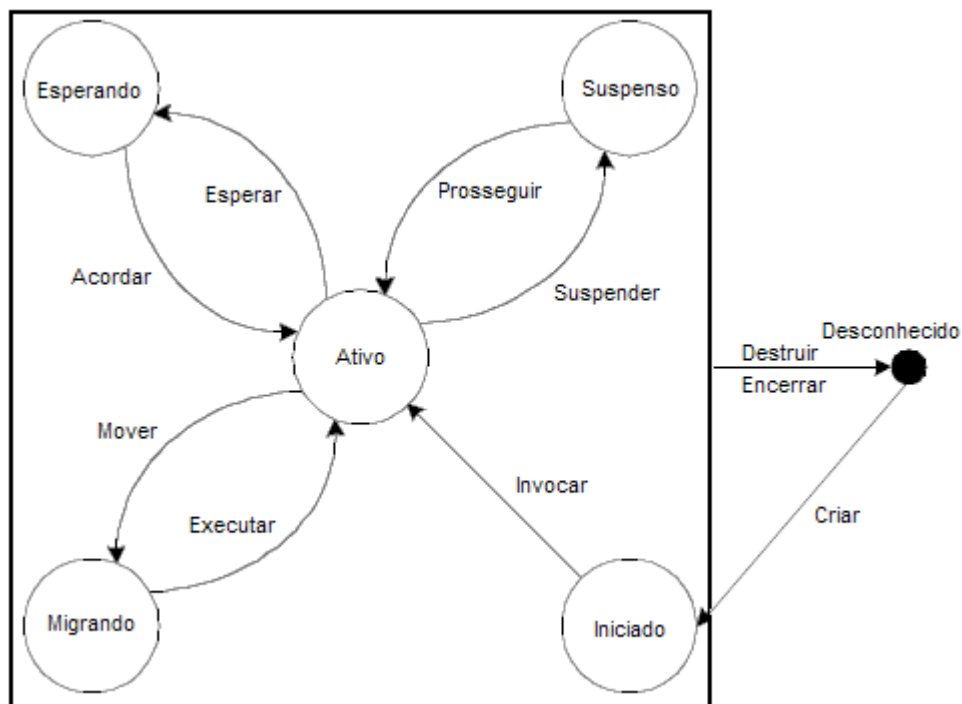 Esperando
Suspenso
Esperar
Prosseguir
Acordar
Suspender
Ativo
Desconhecido
Destruir
Encerrar
Mover
Invocar
Executar
Criar
Migrando
Iniciado